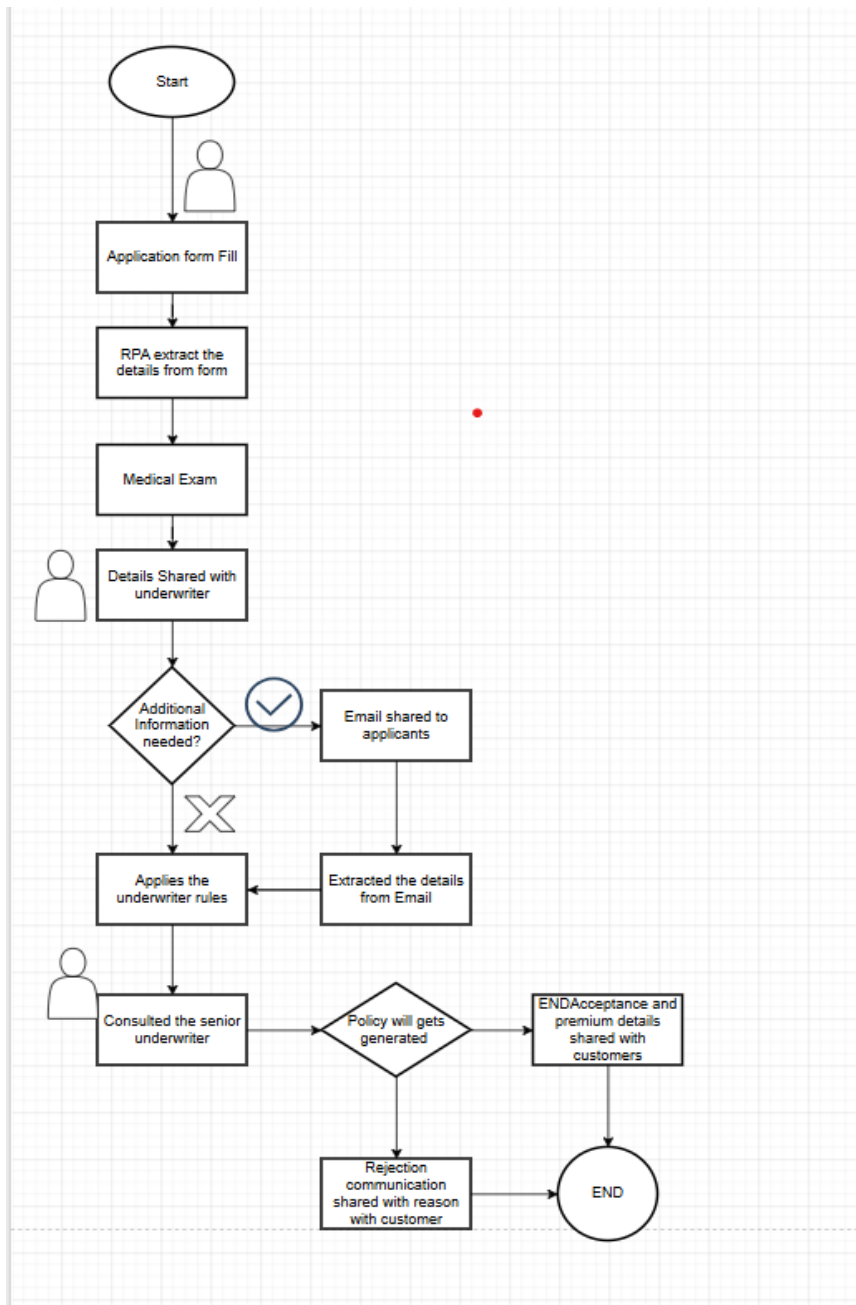 Start
Application form Fill
RPA extract the
details from form
Medical Exam
Details Shared with
underwriter
Additional
Information
needed?
Email shared to
applicants
Applies the
underwriter rules
Extracted the details
from Email
Consulted the senior
underwriter
Policy will gets
generated
ENDAcceptance and
premium details
shared with
customers
Rejection
communication
shared with reason
with customer
END